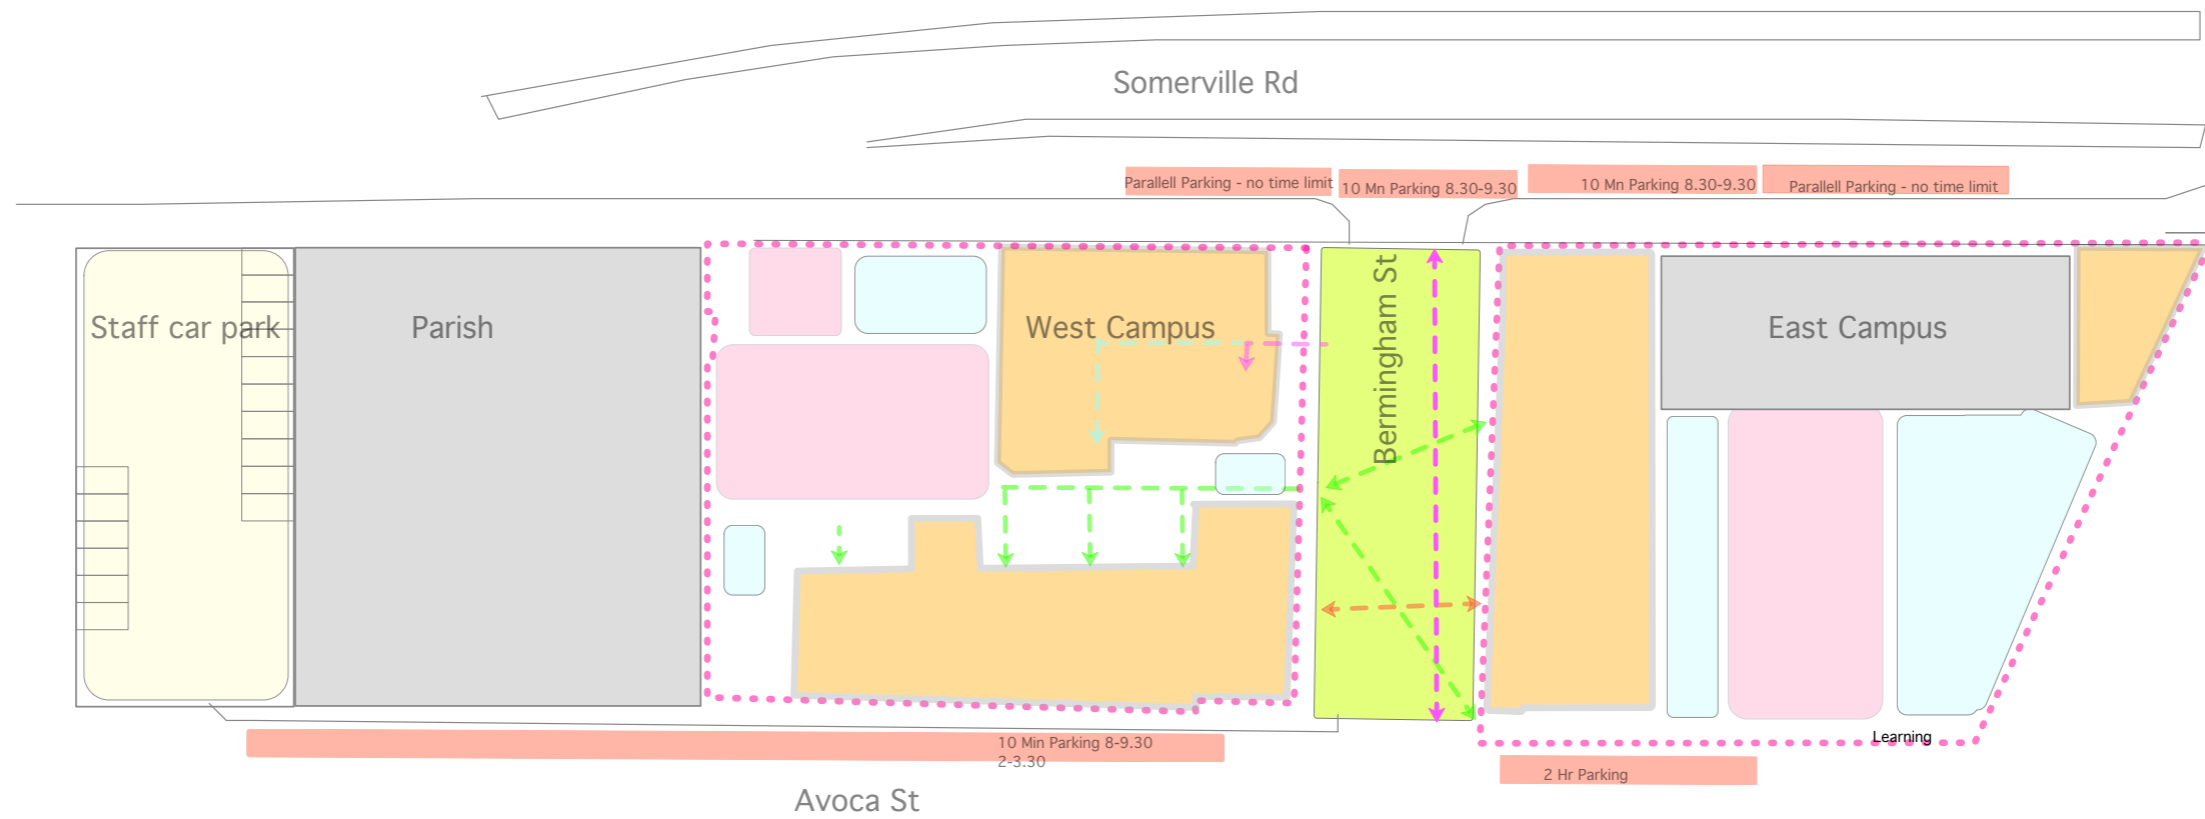 Somerville Rd
Parallell Parking - no time limit
10 Mn Parking 8.30-9.30
10 Mn Parking 8.30-9.30
Parallell Parking - no time limit
Staff car park
Parish
West Campus
Bermingham St
East Campus
Learning
10 Min Parking 8-9.30
2-3.30
2 Hr Parking
Avoca St